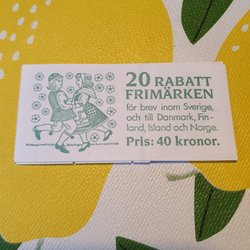 20 RABATT
FRIMÄRKEN
för brev inom Sverige,
och till Danmark, Fin-
land, Island och Norge.
Pris: 40 kronor.